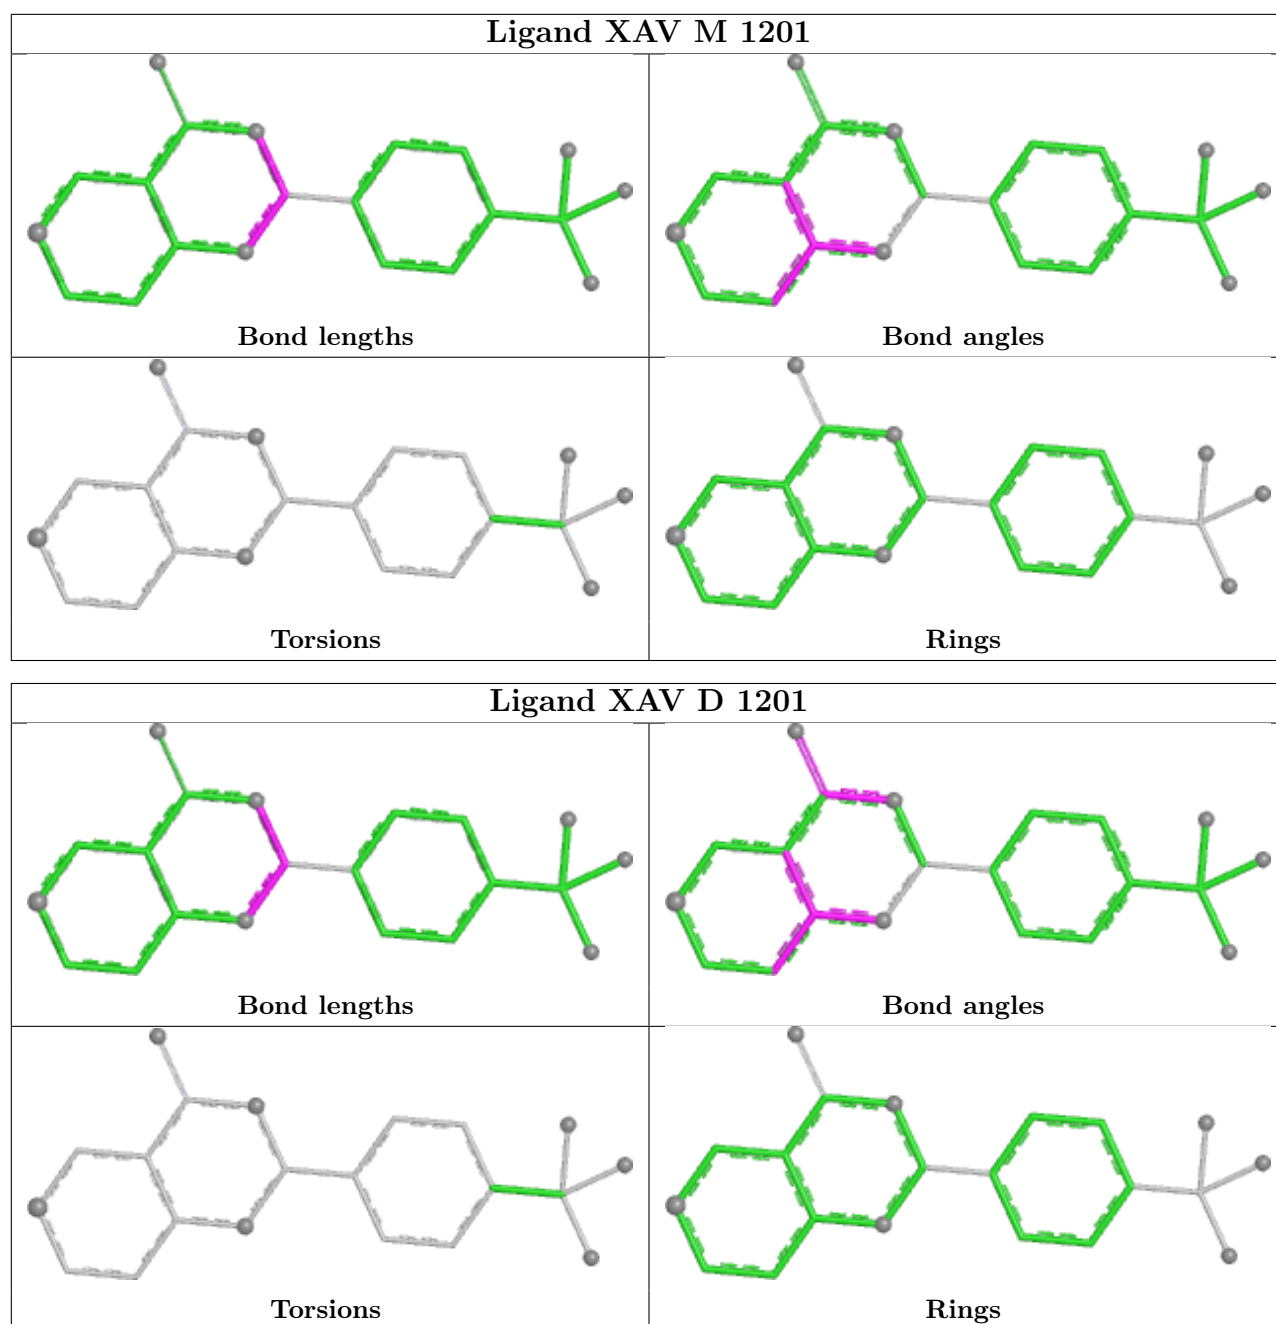 Ligand XAV M 1201
Bond lengths
Bond angles
Torsions
Rings
Ligand XAV D 1201
Bond lengths
Bond angles
Torsions
Rings